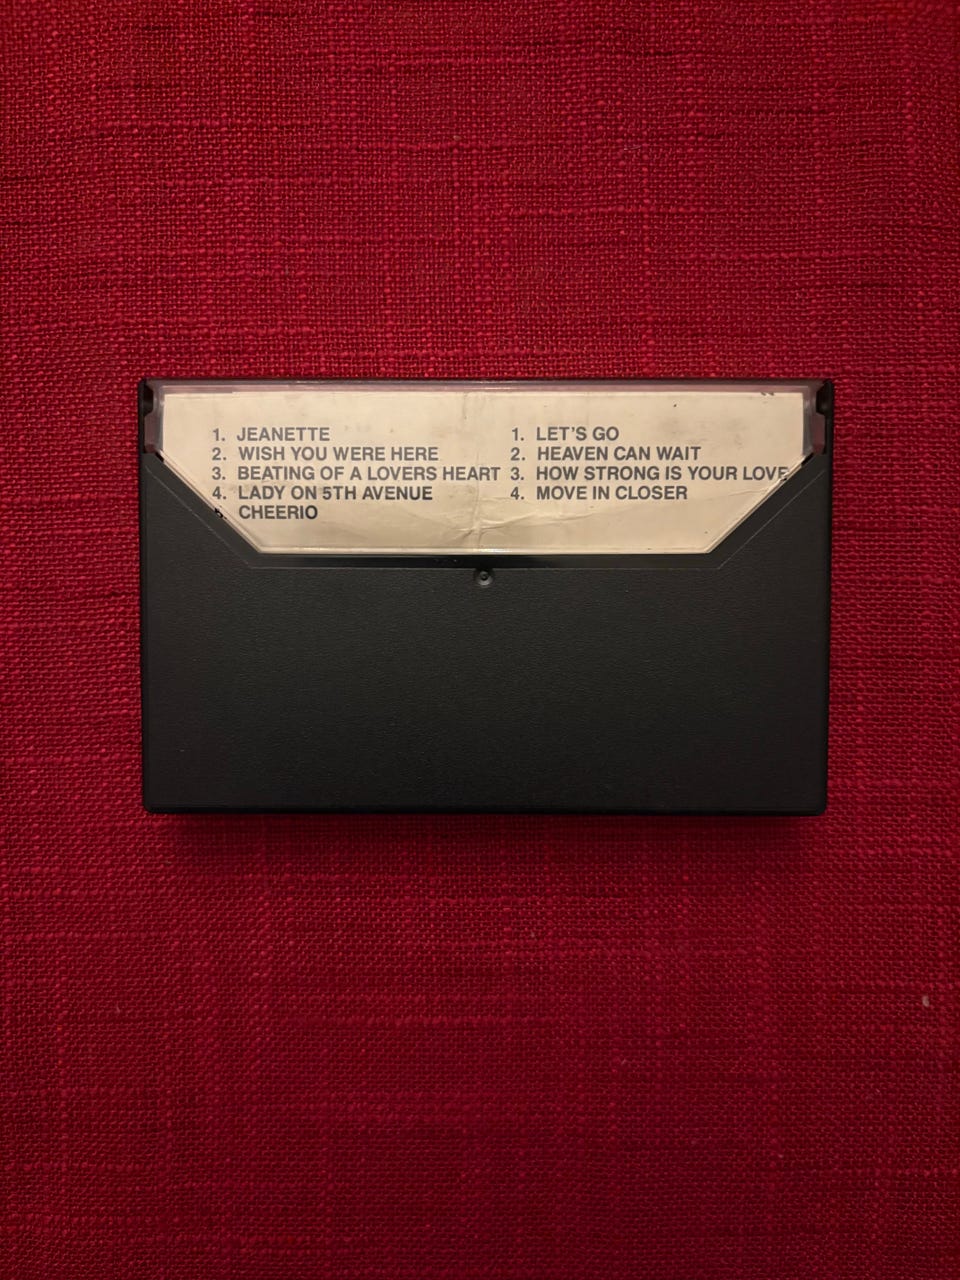 1. JEANETTE
2. WISH YOU WERE HERE
3. BEATING OF A LOVERS HEART
4. LADY ON 5TH AVENUE
5. CHEERIO
1. LET'S GO
2. HEAVEN CAN WAIT
3. HOW STRONG IS YOUR LOVE
4. MOVE IN CLOSER